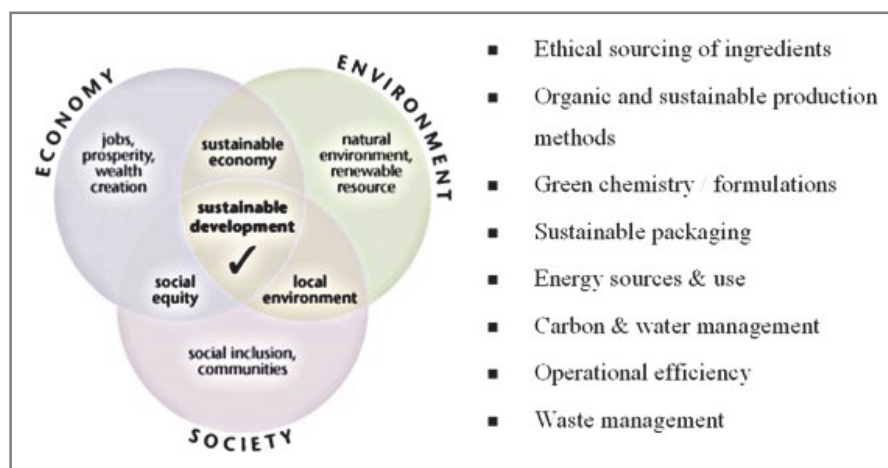 ECONOMY
ENVIRONMENT
jobs,
prosperity,
wealth
creation
sustainable
economy
natural
environment,
renewable
resource
sustainable
development
✓
social
equity
local
environment
social inclusion,
communities
SOCIETY
▪ Ethical sourcing of ingredients
▪ Organic and sustainable production
methods
▪ Green chemistry / formulations
▪ Sustainable packaging
▪ Energy sources & use
▪ Carbon & water management
▪ Operational efficiency
▪ Waste management